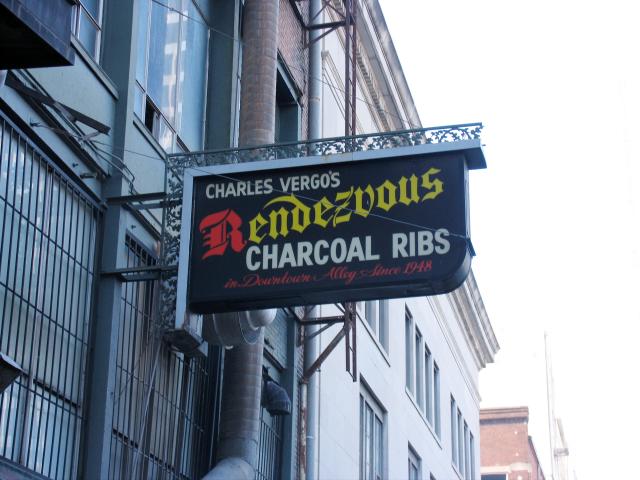 CHARLES VERGO'S
Rendezvous
CHARCOAL RIBS
in Downtown Alley Since 1948